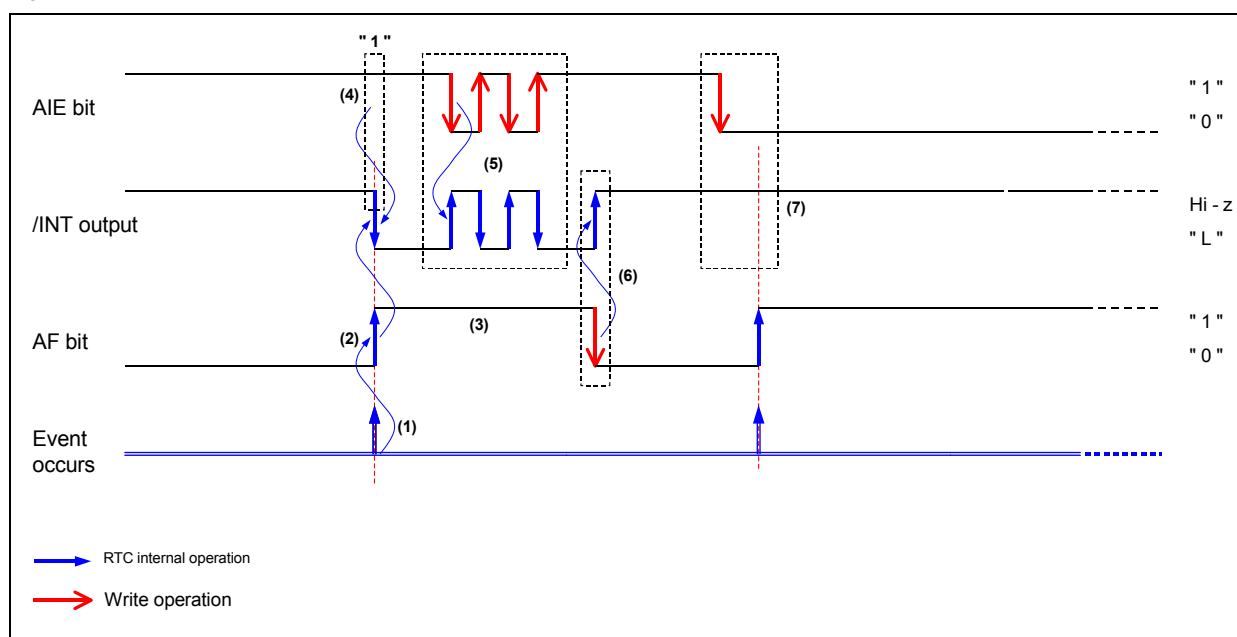 " 1 "
AIE bit
(4)
" 1 "
" 0 "
(5)
/INT output
(7)
Hi - z
" L "
(6)
AF bit
(2)
(3)
" 1 "
" 0 "
Event
occurs
(1)
RTC internal operation
Write operation